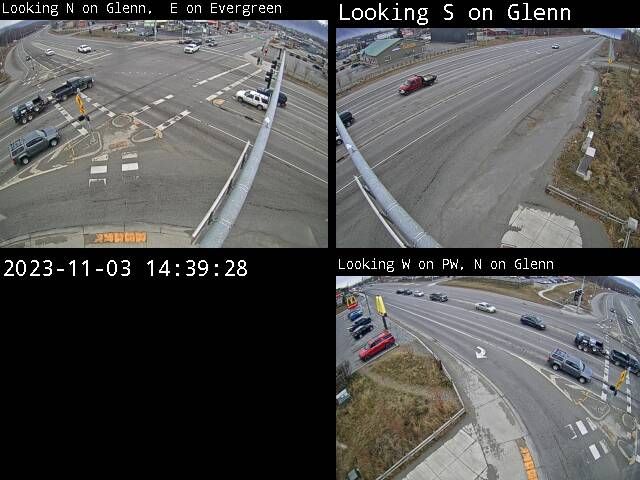 Looking N on Glenn, E on Evergreen
Looking S on Glenn
2023-11-03 14:39:28
Looking W on PW, N on Glenn